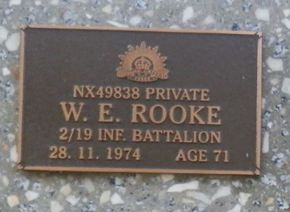 NX49838 PRIVATE
W. E. ROOKE
2/19 INF. BATTALION
28. 11. 1974 AGE 71